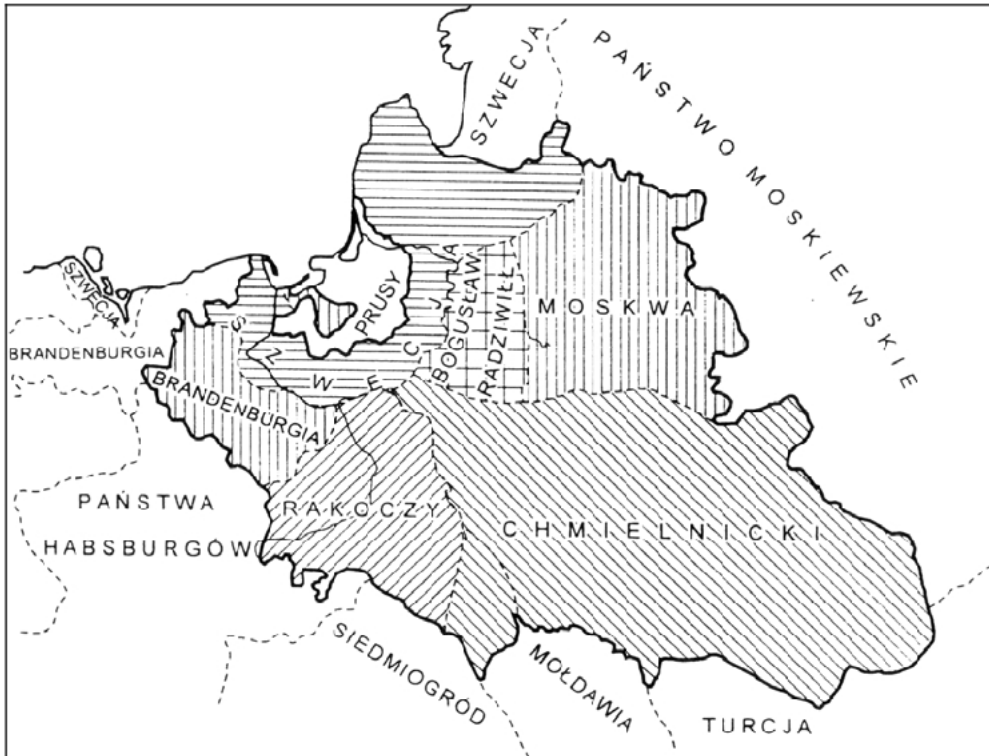 SZWECJA
PAŃSTWO MOSKIEWSKIE
SZWECJA
BRANDENBURGIA
PRUSY
SZWECJA
BOGUSŁAW
RADZIWIŁŁ
MOSKWA
BRANDENBURGIA
PAŃSTWA
HABSBURGÓW
RAKOCZY
CHMIELNICKI
SIEDMIOGRÓD
MOŁDAWIA
TURCJA